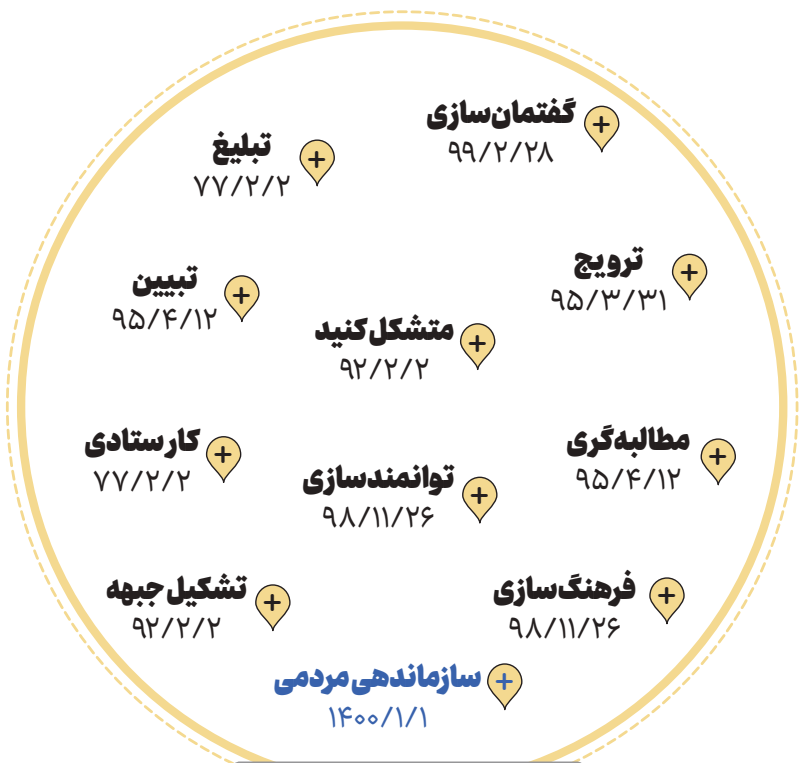 گفتمان‌سازی
۹۹/۲/۲۸
تبلیغ
۷۷/۲/۲
ترویج
۹۵/۳/۳۱
تبیین
۹۵/۴/۱۲
متشکل کنید
۹۲/۲/۲
مطالبه‌گری
۹۵/۴/۱۲
کار ستادی
۷۷/۲/۲
توانمندسازی
۹۸/۱۱/۲۶
فرهنگ‌سازی
۹۸/۱۱/۲۶
تشکیل جبهه
۹۲/۲/۲
سازماندهی مردمی
۱۴۰۰/۱/۱